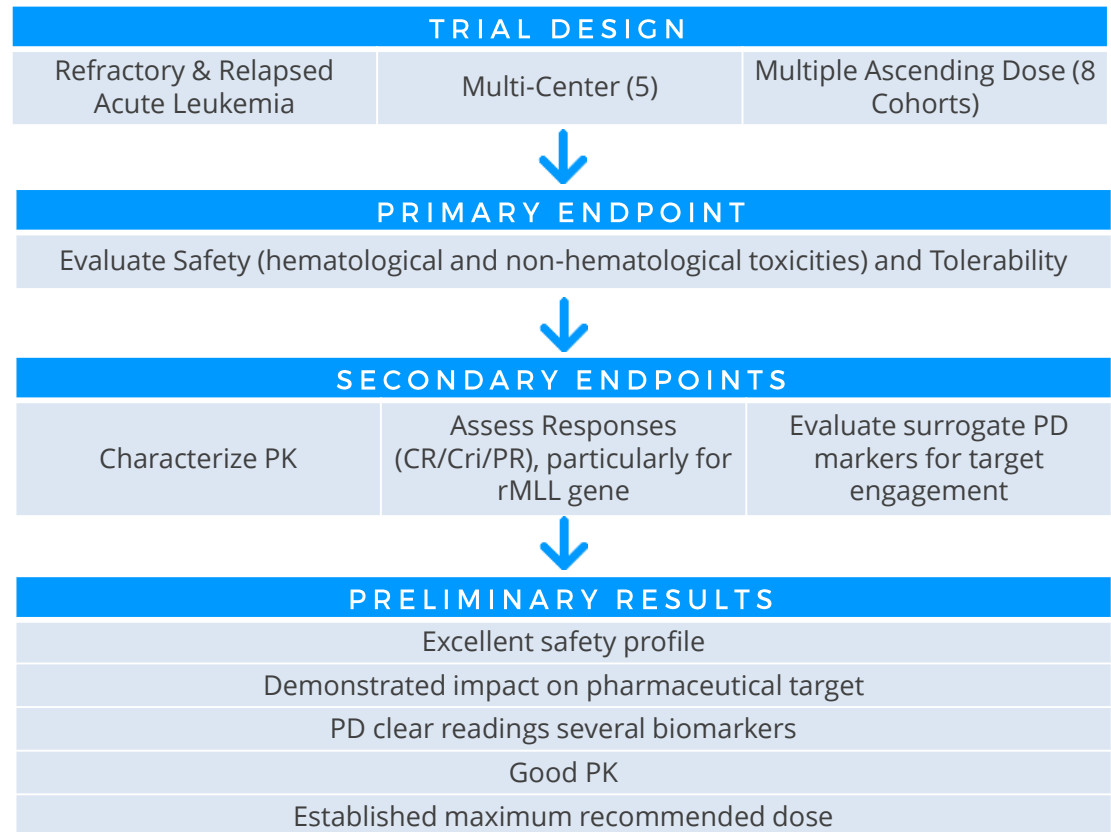 TRIAL DESIGN
Refractory & Relapsed
Acute Leukemia
Multi-Center (5)
Multiple Ascending Dose (8
Cohorts)
PRIMARY ENDPOINT
Evaluate Safety (hematological and non-hematological toxicities) and Tolerability
SECONDARY ENDPOINTS
Characterize PK
Assess Responses
(CR/Cri/PR), particularly for
rMLL gene
Evaluate surrogate PD
markers for target
engagement
PRELIMINARY RESULTS
Excellent safety profile
Demonstrated impact on pharmaceutical target
PD clear readings several biomarkers
Good PK
Established maximum recommended dose